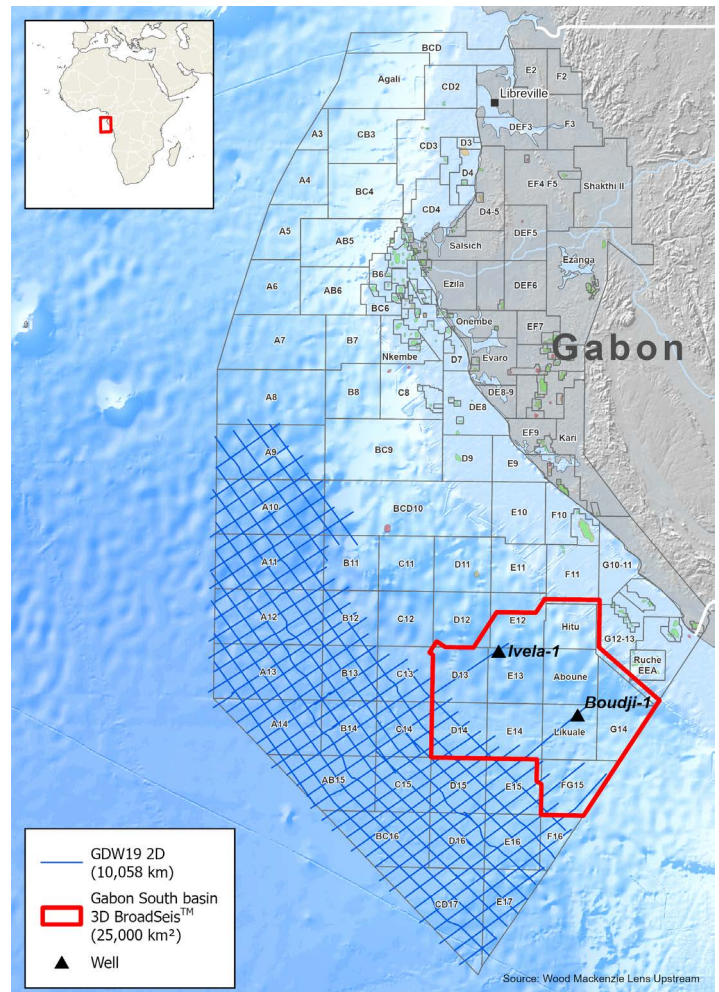 BCD
Agali
CD2
E2
F2
Libreville
A3
CB3
CD3
D3
DEF3
F3
A4
BC4
D4
CD4
D4-5
EF4 F5
Shakthi II
A5
AB5
Salsich
DEF5
Ezanga
A6
AB6
B6
BC6
Ezila
DEF6
A7
B7
Nkembe
D7
Onembe
Evaro
EF7
Gabon
A8
B8
C8
DE8
DE8-9
EF9
Kari
A9
BC9
D9
E9
A10
BCD10
E10
F10
A11
B11
C11
D11
E11
F11
G10-11
A12
B12
C12
D12
E12
Hitu
G12-13
Ivela-1
Ruche
EEA
A13
B13
C13
D13
E13
Aboune
Boudji-1
A14
B14
C14
D14
E14
Likuale
G14
AB15
C15
D15
E15
FG15
BC16
D16
E16
F16
CD17
E17
GDW19 2D
(10,058 km)
Gabon South basin
3D BroadSeis™
(25,000 km²)
Well
Source: Wood Mackenzie Lens Upstream